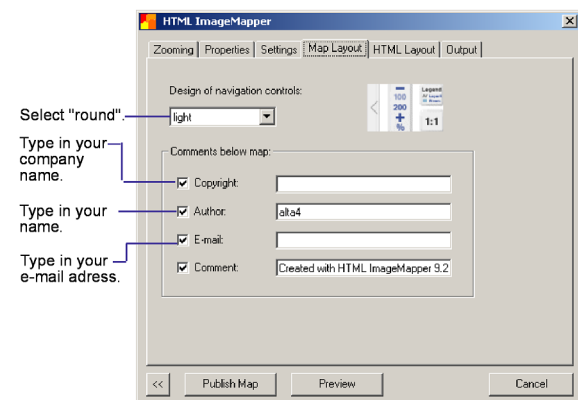 HTML ImageMapper
Zooming Properties Settings Map Layout HTML Layout Output
Design of navigation controls:
light
100
200
%
Legend
1:1
Select "round".
Comments below map:
Type in your
company
name.
Copyright:
Type in your
name.
Author: alta4
E-mail:
Type in your
e-mail adress.
Comment: Created with HTML ImageMapper 9.2
<< Publish Map Preview Cancel